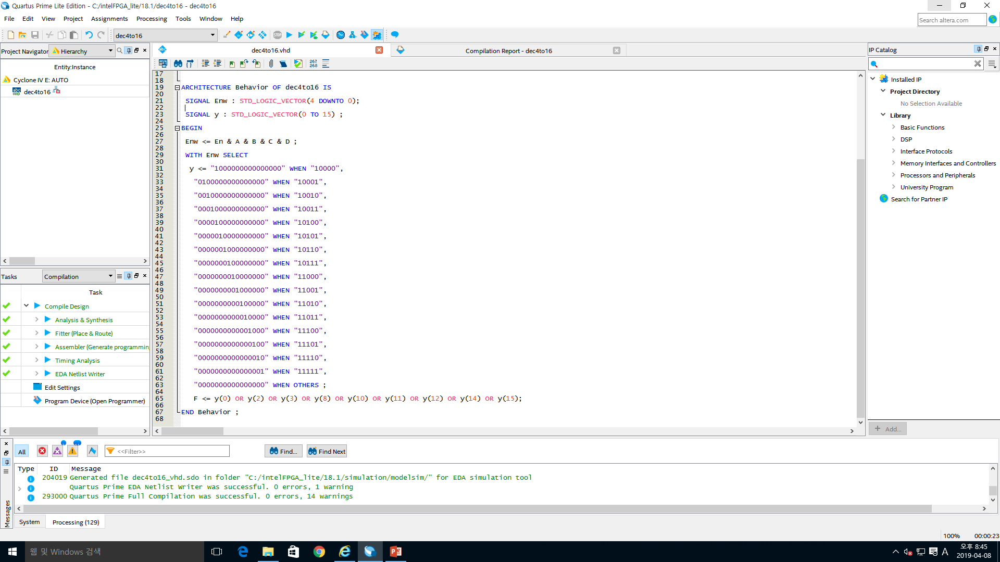 Quartus Prime Lite Edition - C:/intelFPGA_lite/18.1/dec4to16 - dec4to16
File Edit View Project Assignments Processing Tools Window Help
Search altera.com
dec4to16
Project Navigator Hierarchy
Entity:Instance
Cyclone IV E: AUTO
dec4to16
Tasks Compilation
Task
Compile Design
Analysis & Synthesis
Fitter (Place & Route)
Assembler (Generate programmin
Timing Analysis
EDA Netlist Writer
Edit Settings
Program Device (Open Programmer)
dec4to16.vhd
Compilation Report - dec4to16
267
268
17
18
19 ARCHITECTURE Behavior OF dec4to16 IS
20
21 SIGNAL Enw : STD_LOGIC_VECTOR(4 DOWNTO 0);
22
23 SIGNAL y : STD_LOGIC_VECTOR(0 TO 15) ;
24
25 BEGIN
26
27 Enw <= En & A & B & C & D ;
28
29 WITH Enw SELECT
30
31 y <= "1000000000000000" WHEN "10000",
32
33 "0100000000000000" WHEN "10001",
34
35 "0010000000000000" WHEN "10010",
36
37 "0001000000000000" WHEN "10011",
38
39 "0000100000000000" WHEN "10100",
40
41 "0000010000000000" WHEN "10101",
42
43 "0000001000000000" WHEN "10110",
44
45 "0000000100000000" WHEN "10111",
46
47 "0000000010000000" WHEN "11000",
48
49 "0000000001000000" WHEN "11001",
50
51 "0000000000100000" WHEN "11010",
52
53 "0000000000010000" WHEN "11011",
54
55 "0000000000001000" WHEN "11100",
56
57 "0000000000000100" WHEN "11101",
58
59 "0000000000000010" WHEN "11110",
60
61 "0000000000000001" WHEN "11111",
62
63 "0000000000000000" WHEN OTHERS ;
64
65 F <= y(0) OR y(2) OR y(3) OR y(8) OR y(10) OR y(11) OR y(12) OR y(14) OR y(15);
66
67 END Behavior ;
68
IP Catalog
Installed IP
Project Directory
No Selection Available
Library
Basic Functions
DSP
Interface Protocols
Memory Interfaces and Controllers
Processors and Peripherals
University Program
Search for Partner IP
+ Add...
All <<Filter>> Find... Find Next
Type ID Message
204019 Generated file dec4to16_vhd.sdo in folder "C:/intelFPGA_lite/18.1/simulation/modelsim/" for EDA simulation tool
Quartus Prime EDA Netlist Writer was successful. 0 errors, 1 warning
293000 Quartus Prime Full Compilation was successful. 0 errors, 14 warnings
Messages
System Processing (129)
100% 00:00:23
웹 및 Windows 검색
A
오후 8:45
2019-04-08